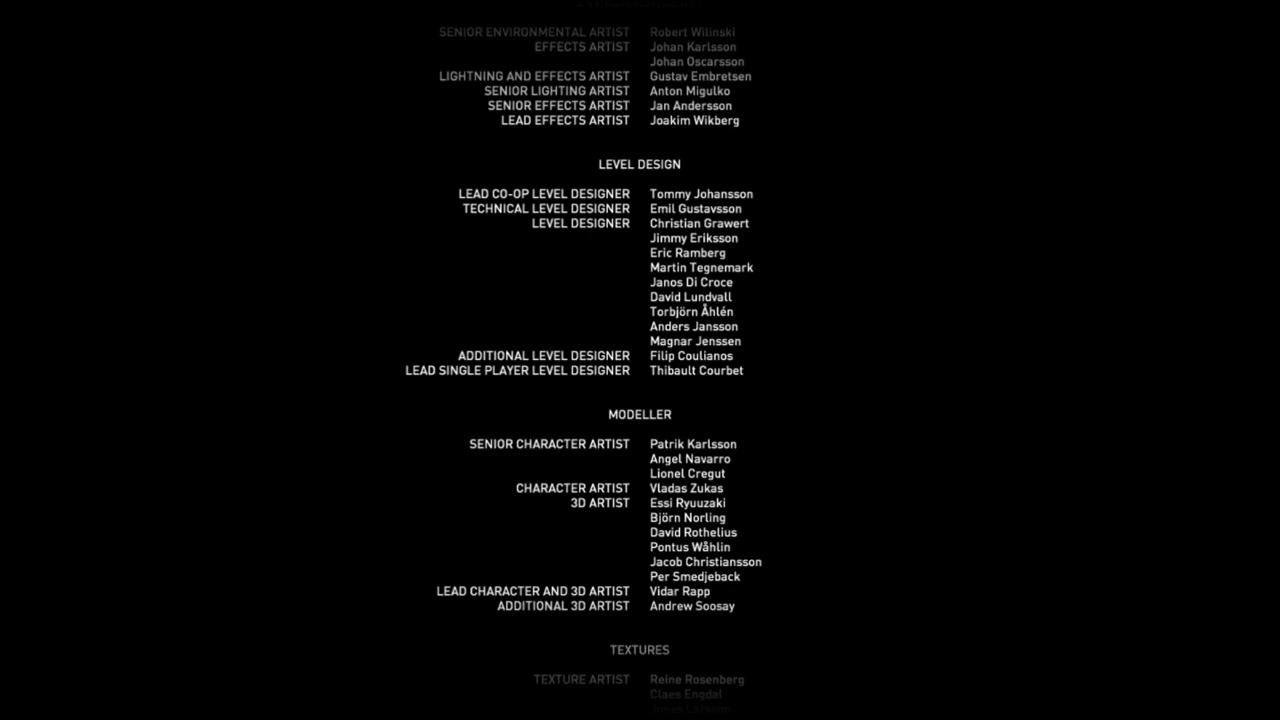 SENIOR ENVIRONMENTAL ARTIST Robert Wilinski
EFFECTS ARTIST Johan Karlsson
Johan Oscarsson
LIGHTNING AND EFFECTS ARTIST Gustav Embretsen
SENIOR LIGHTING ARTIST Anton Migulko
SENIOR EFFECTS ARTIST Jan Andersson
LEAD EFFECTS ARTIST Joakim Wikberg
LEVEL DESIGN
LEAD CO-OP LEVEL DESIGNER Tommy Johansson
TECHNICAL LEVEL DESIGNER Emil Gustavsson
LEVEL DESIGNER Christian Grawert
Jimmy Eriksson
Eric Ramberg
Martin Tegnemark
Janos Di Croce
David Lundvall
Torbjörn Åhlén
Anders Jansson
Magnar Jenssen
ADDITIONAL LEVEL DESIGNER Filip Coulianos
LEAD SINGLE PLAYER LEVEL DESIGNER Thibault Courbet
MODELLER
SENIOR CHARACTER ARTIST Patrik Karlsson
Angel Navarro
Lionel Cregut
CHARACTER ARTIST Vladas Zukas
3D ARTIST Essi Ryuuzaki
Björn Norling
David Rothelius
Pontus Wåhlin
Jacob Christiansson
Per Smedjeback
LEAD CHARACTER AND 3D ARTIST Vidar Rapp
ADDITIONAL 3D ARTIST Andrew Soosay
TEXTURES
TEXTURE ARTIST Reine Rosenberg
Claes Engdal